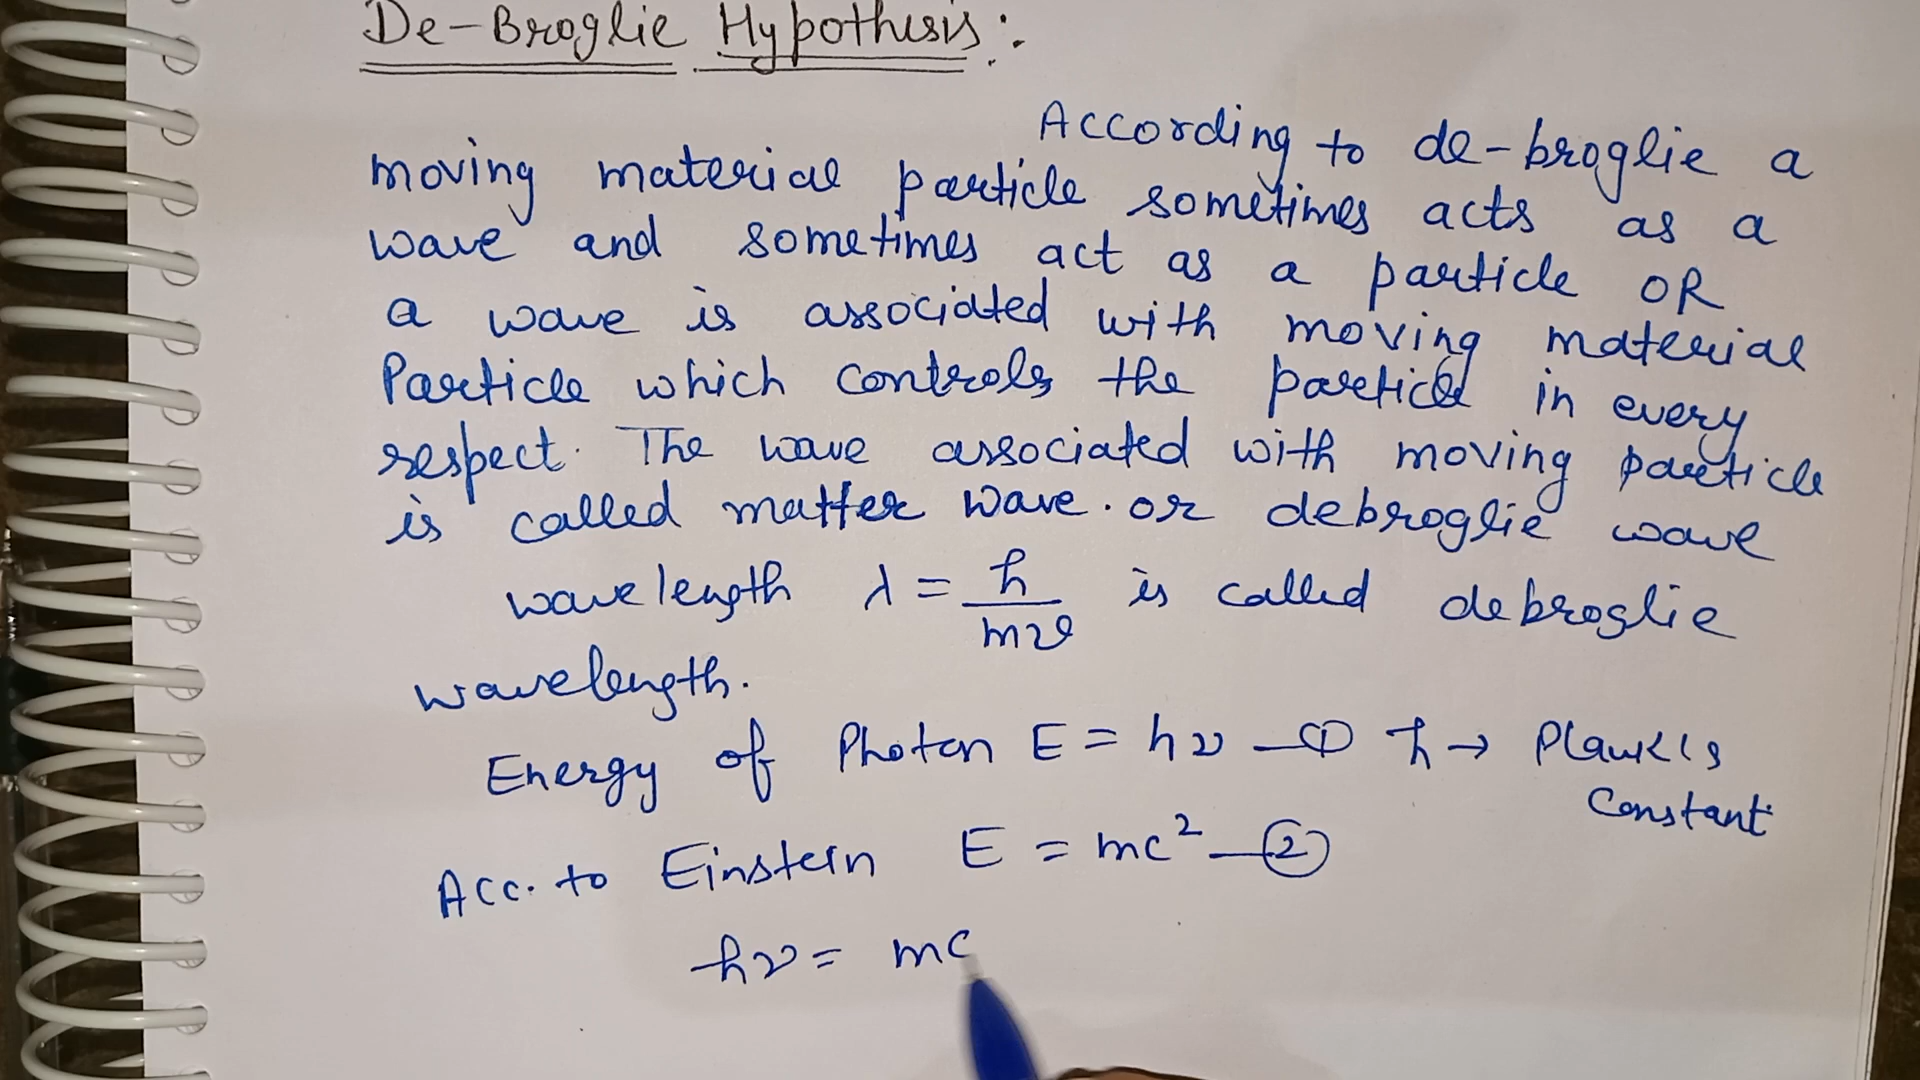 De-Broglie Hypothesis:
According to de-broglie a
moving material particle sometimes acts as a
wave and sometimes act as a particle OR
a wave is associated with moving material
Particle which controls the particle in every
respect. The wave associated with moving particle
is called matter wave. or debroglie wave
wavelength λ = h/mv is called debroglie
wavelength.
Energy of Photon E = hν —① h → Planck's
Constant
Acc. to Einstein E = mc² —②
hν = mc